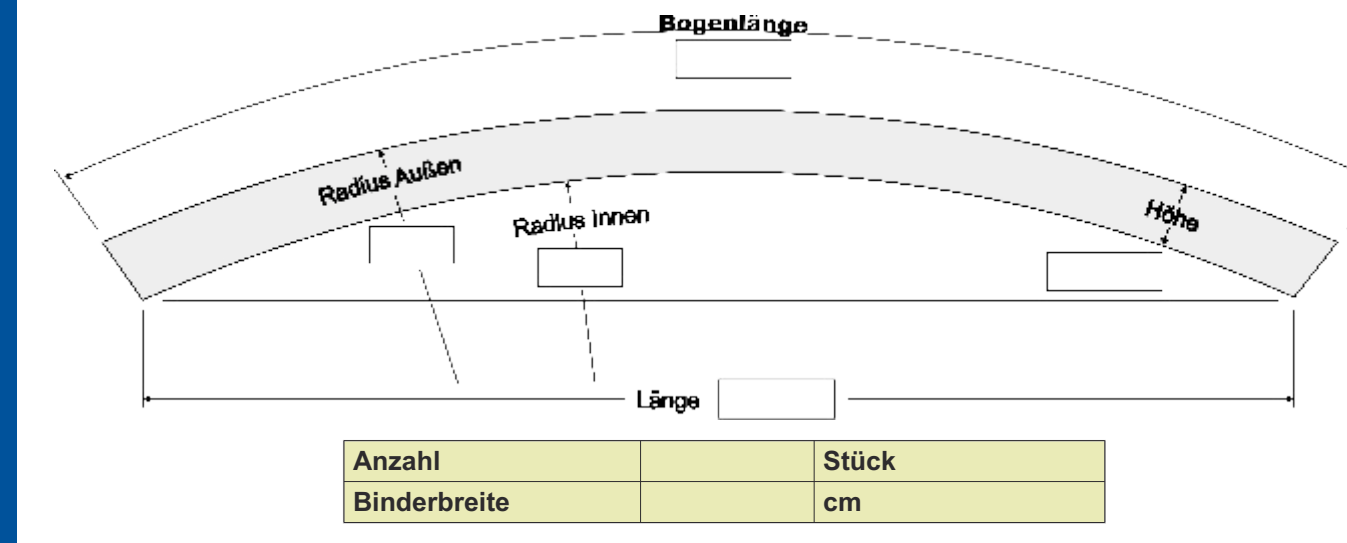 Bogenlänge
Radius Außen
Radius innen
Höhe
Länge
Anzahl Stück
Binderbreite cm